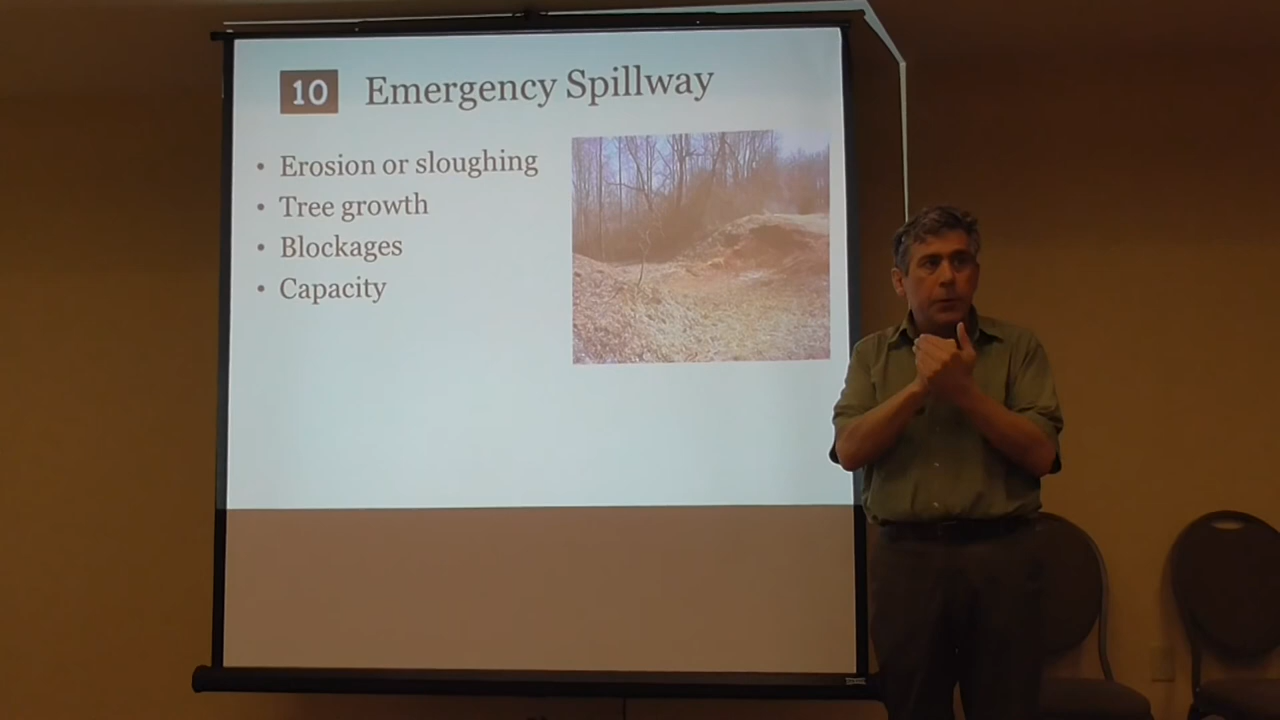 10 Emergency Spillway
• Erosion or sloughing
• Tree growth
• Blockages
• Capacity